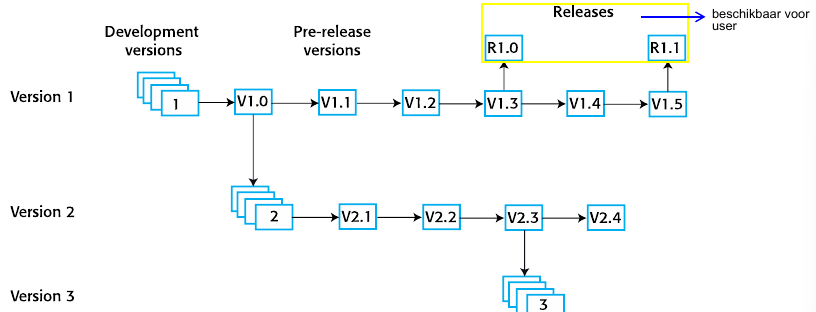 Releases
beschikbaar voor
user
Development
versions
Pre-release
versions
R1.0
R1.1
Version 1
1
V1.0
V1.1
V1.2
V1.3
V1.4
V1.5
Version 2
2
V2.1
V2.2
V2.3
V2.4
Version 3
3